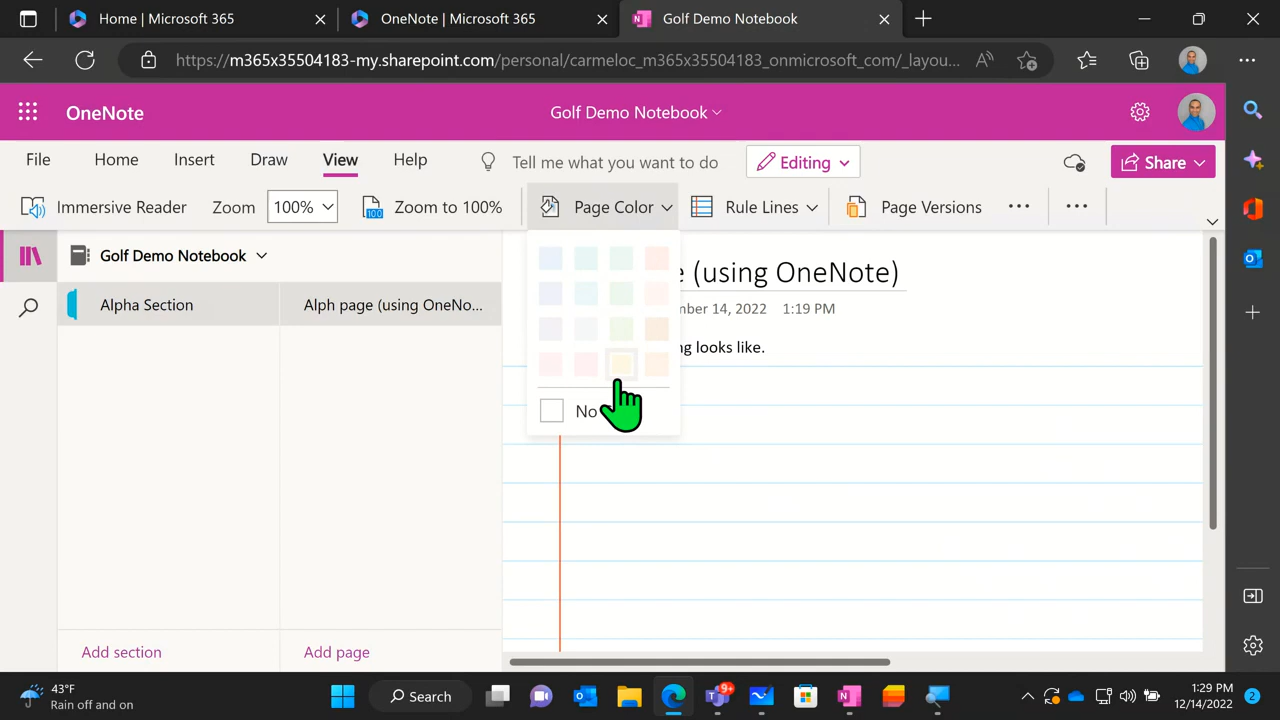 Home | Microsoft 365
OneNote | Microsoft 365
Golf Demo Notebook
https://m365x35504183-my.sharepoint.com/personal/carmeloc_m365x35504183_onmicrosoft_com/_layou...
OneNote
Golf Demo Notebook
File Home Insert Draw View Help Tell me what you want to do Editing Share
Immersive Reader Zoom 100% Zoom to 100% Page Color Rule Lines Page Versions
Golf Demo Notebook
(using OneNote)
Alpha Section
Alph page (using OneNo...
14, 2022 1:19 PM
looks like.
No
Add section
Add page
43°F
Rain off and on
Search
9+
1:29 PM
12/14/2022
2